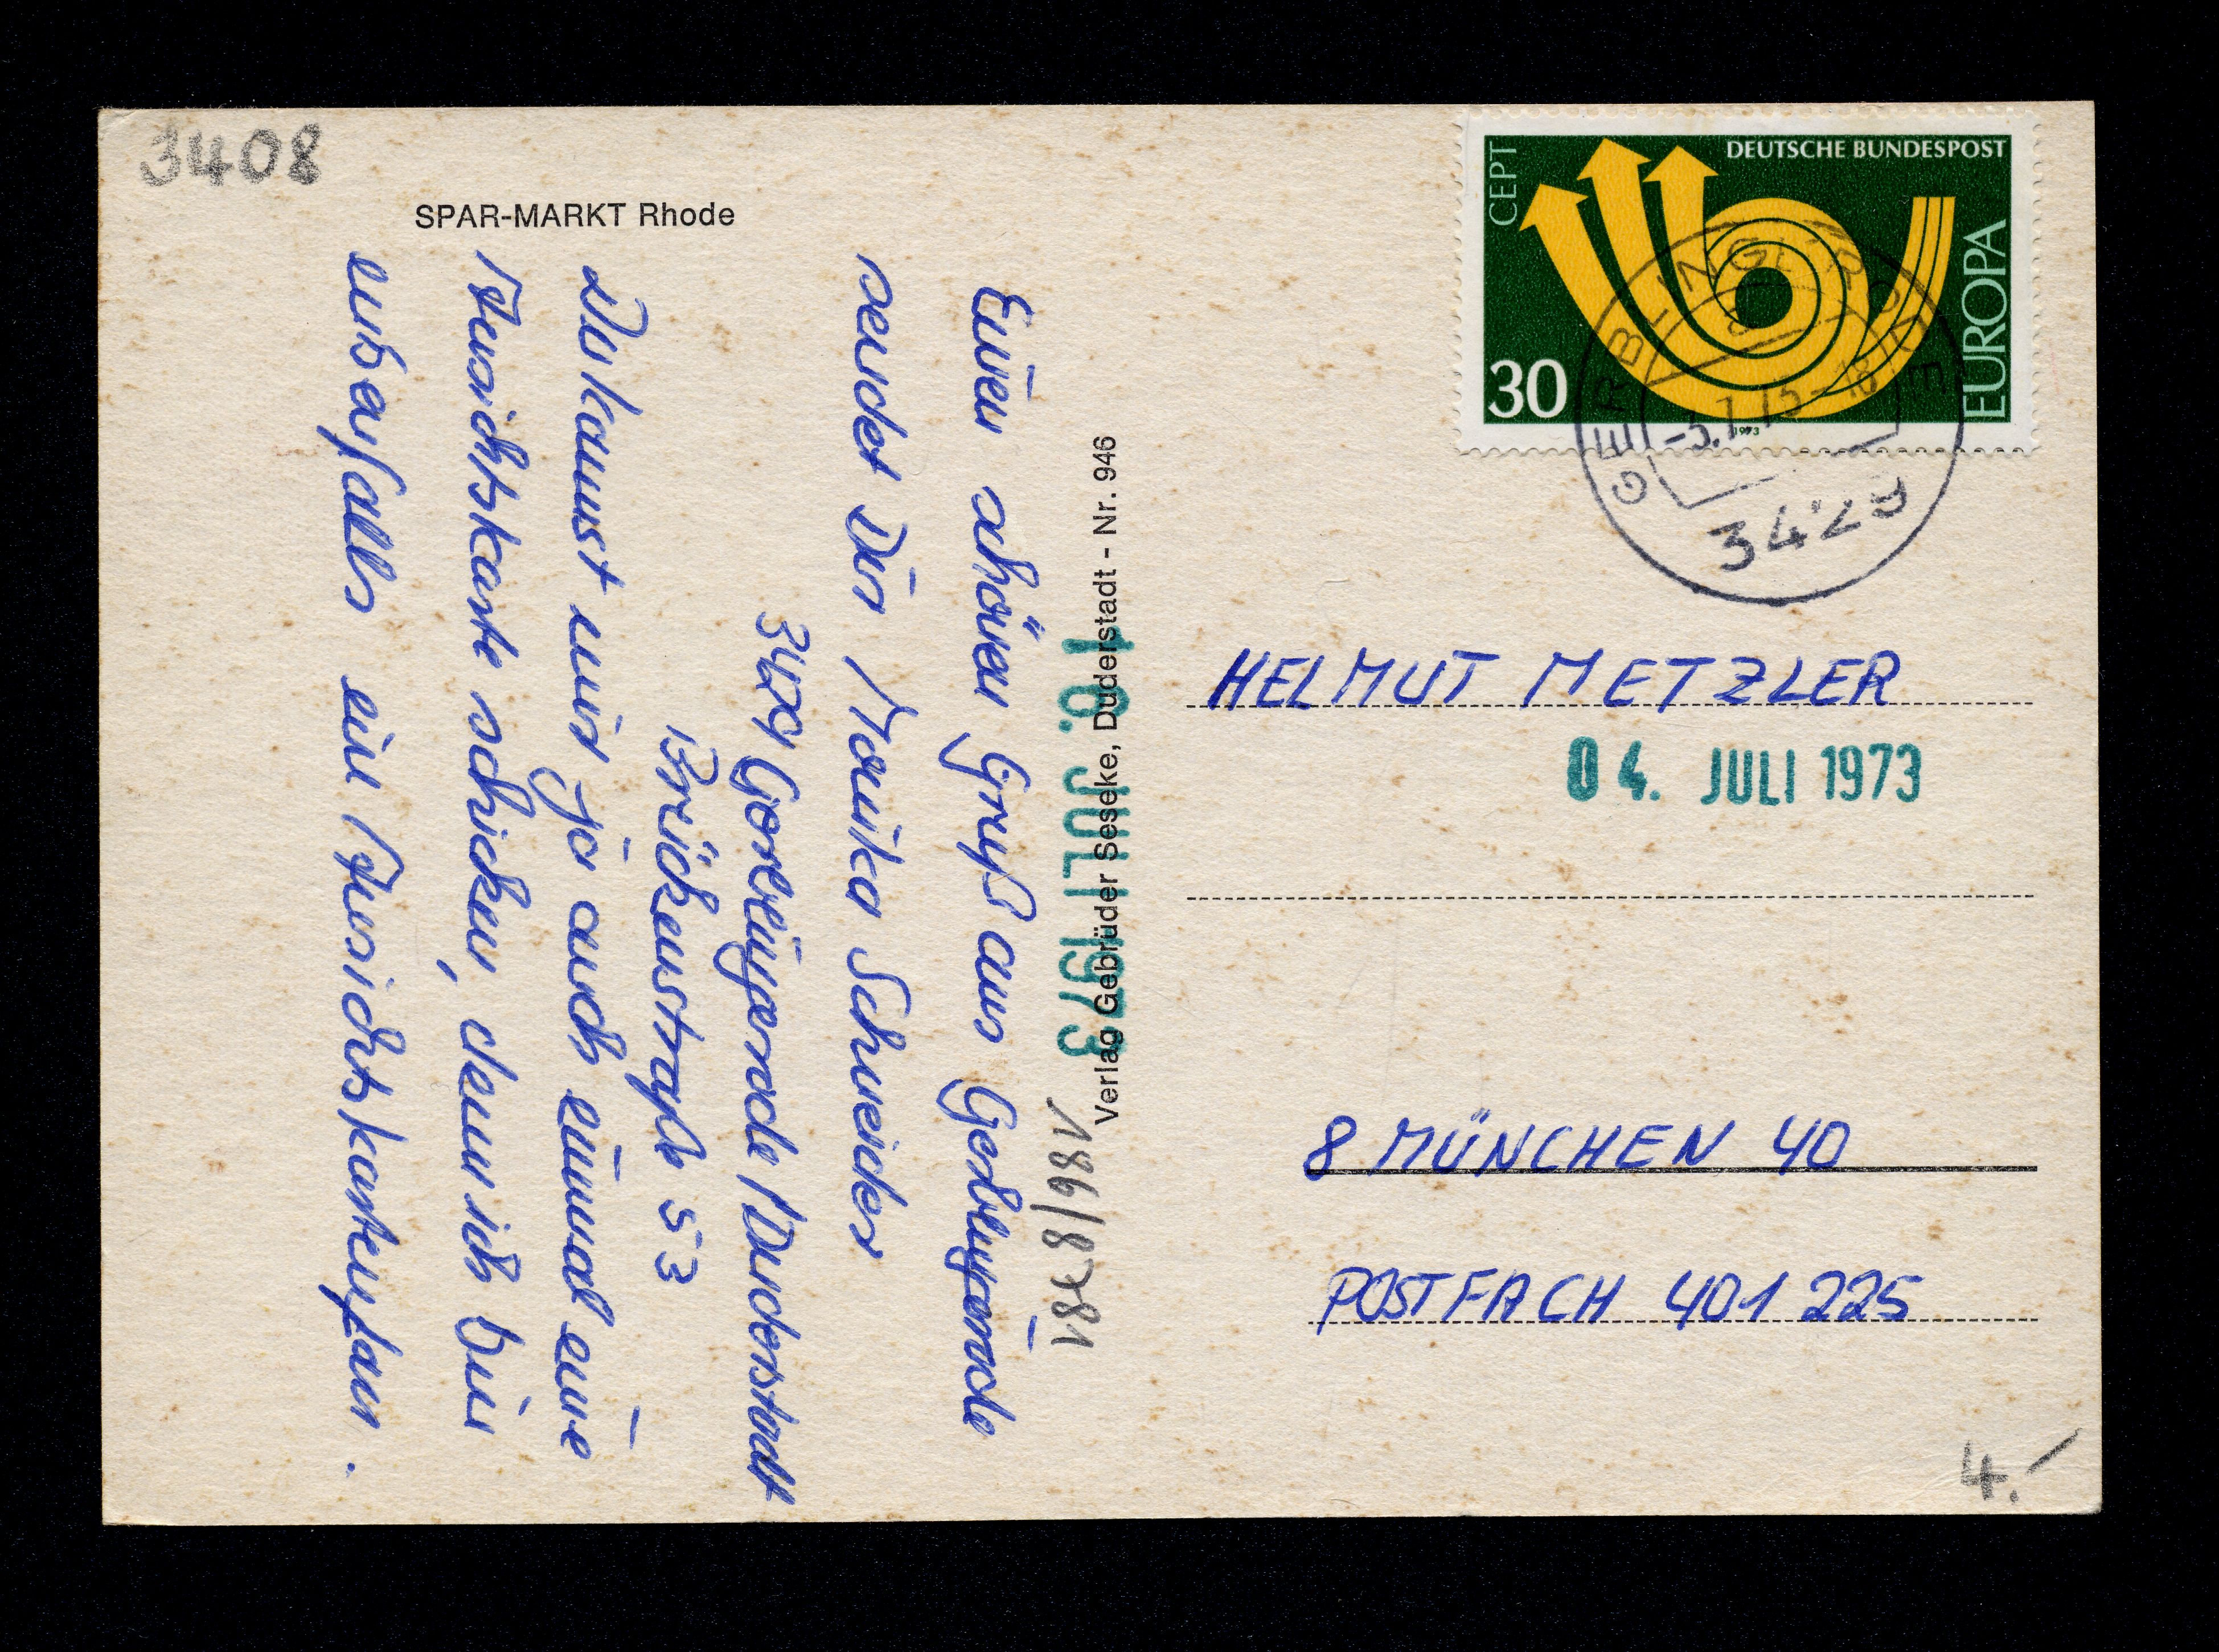 3408
SPAR-MARKT Rhode
Einen schönen Gruß aus Gerblingerode
sendet Dir Monika Schneider
3429 Gerblingerode/Duderstadt
Brückenstraße 53
Du kannst mir ja auch einmal eine
Ansichtskarte schicken, denn ich bin
ebenfalls ein Ansichtskartenfan.
Verlag Gebrüder Seseke, Duderstadt - Nr. 946
10. JULI 1973
CEPT
DEUTSCHE BUNDESPOST
EUROPA
30
1973
GERBLINGERODE
3429
HELMUT METZLER
04. JULI 1973
8 MÜNCHEN 40
POSTFACH 401 225
4.